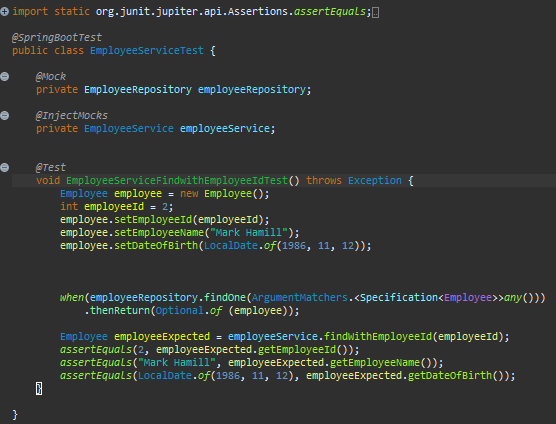 import static org.junit.jupiter.api.Assertions.assertEquals;
@SpringBootTest
public class EmployeeServiceTest {
@Mock
private EmployeeRepository employeeRepository;
@InjectMocks
private EmployeeService employeeService;
@Test
void EmployeeServiceFindwithEmployeeIdTest() throws Exception {
Employee employee = new Employee();
int employeeId = 2;
employee.setEmployeeId(employeeId);
employee.setEmployeeName("Mark Hamill");
employee.setDateOfBirth(LocalDate.of(1986, 11, 12));
when(employeeRepository.findOne(ArgumentMatchers.<Specification<Employee>>any()))
.thenReturn(Optional.of (employee));
Employee employeeExpected = employeeService.findWithEmployeeId(employeeId);
assertEquals(2, employeeExpected.getEmployeeId());
assertEquals("Mark Hamill", employeeExpected.getEmployeeName());
assertEquals(LocalDate.of(1986, 11, 12), employeeExpected.getDateOfBirth());
}
}